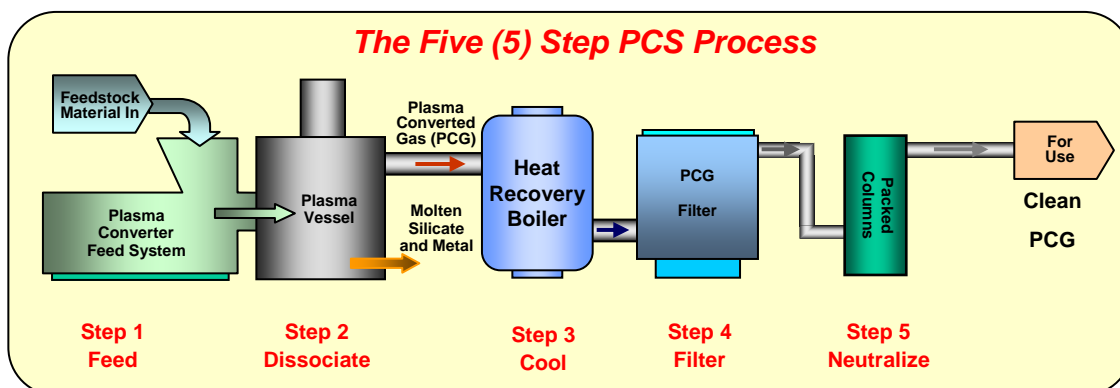 The Five (5) Step PCS Process
Feedstock
Material In
Plasma
Converter
Feed System
Plasma
Vessel
Plasma
Converted
Gas (PCG)
Molten
Silicate
and Metal
Heat
Recovery
Boiler
PCG
Filter
Packed
Columns
For
Use
Clean
PCG
Step 1
Feed
Step 2
Dissociate
Step 3
Cool
Step 4
Filter
Step 5
Neutralize